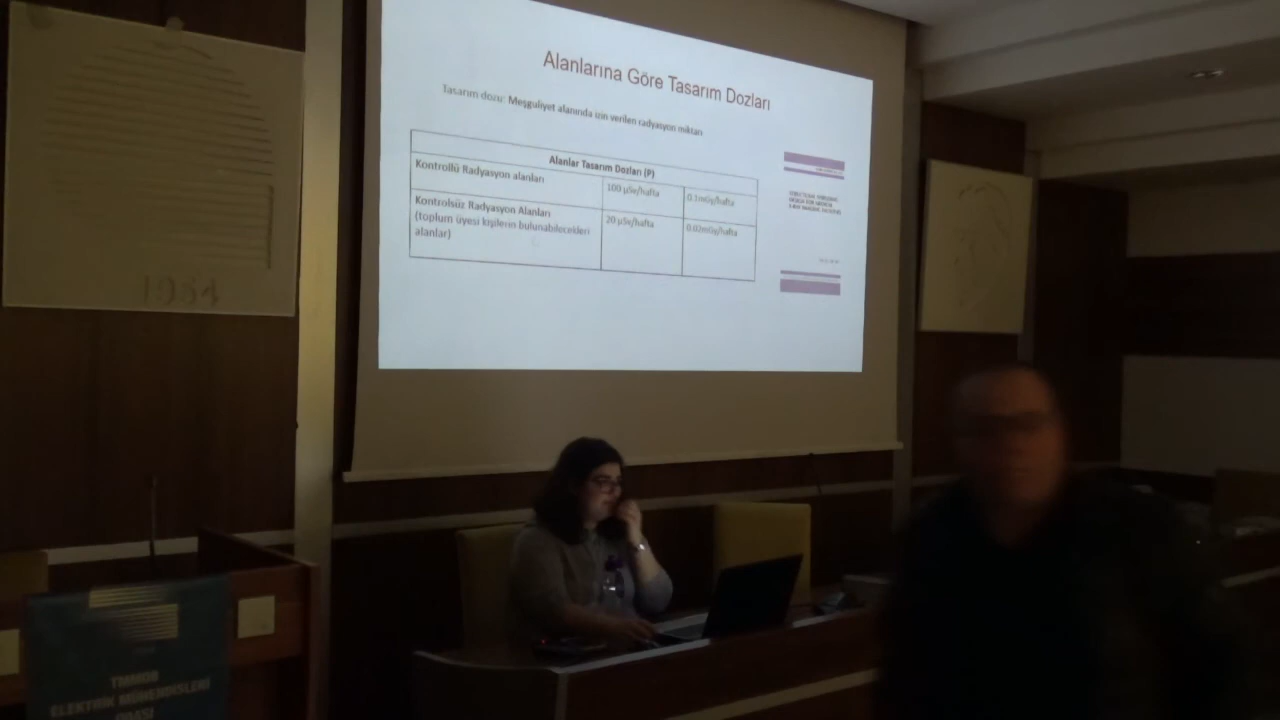 Alanlarına Göre Tasarım Dozları
Tasarım dozu: Meşguliyet alanında izin verilen radyasyon miktarı
Alanlar Tasarım Dozları (P)
Kontrollü Radyasyon alanları
100 µSv/hafta
0.1mGy/hafta
Kontrolsüz Radyasyon Alanları
(toplum üyesi kişilerin bulunabilecekleri
alanlar)
20 µSv/hafta
0.02mGy/hafta
1954
TMMOB
ELEKTRİK MÜHENDİSLERİ
ODASI